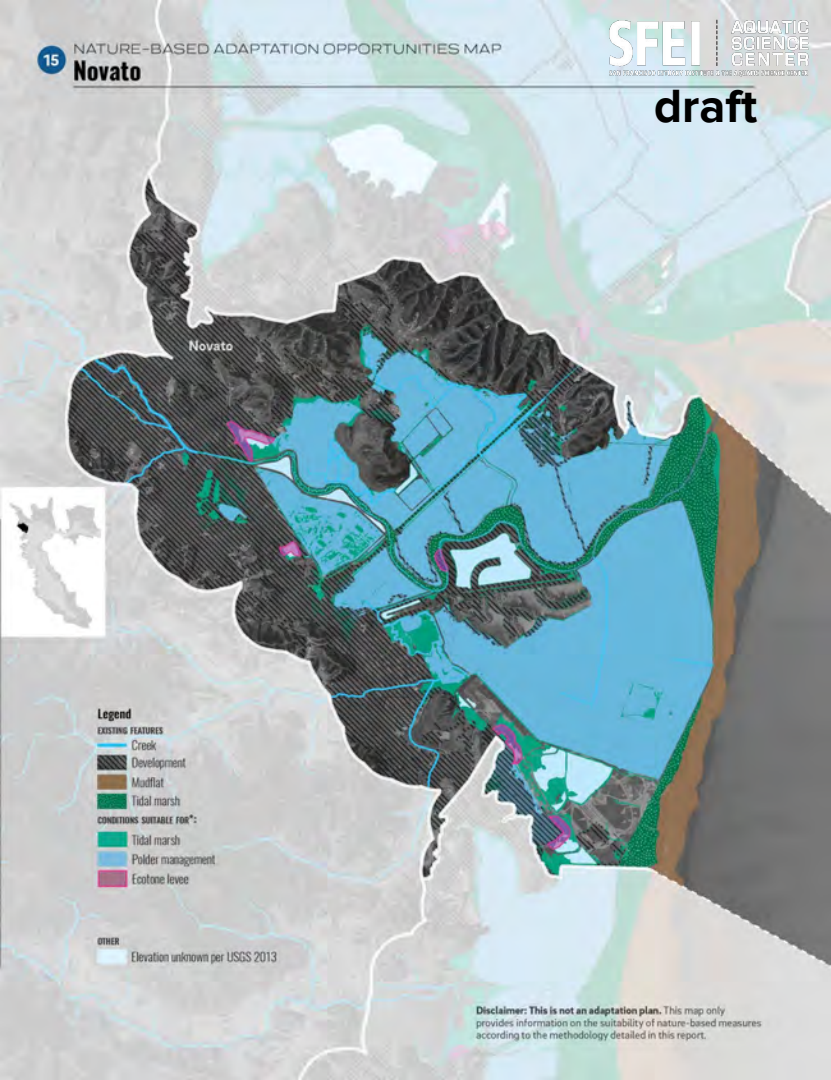 15
NATURE-BASED ADAPTATION OPPORTUNITIES MAP
Novato
SFEI
AQUATIC
SCIENCE
CENTER
draft
Novato
Legend
EXISTING FEATURES
Creek
Development
Mudflat
Tidal marsh
CONDITIONS SUITABLE FOR*:
Tidal marsh
Polder management
Ecotone levee
OTHER
Elevation unknown per USGS 2013
Disclaimer: This is not an adaptation plan. This map only
provides information on the suitability of nature-based measures
according to the methodology detailed in this report.